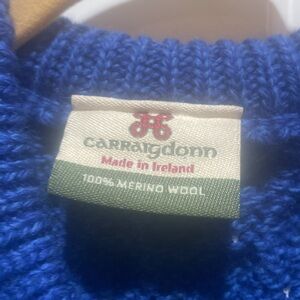 carraigdonn
Made in Ireland
100% MERINO WOOL